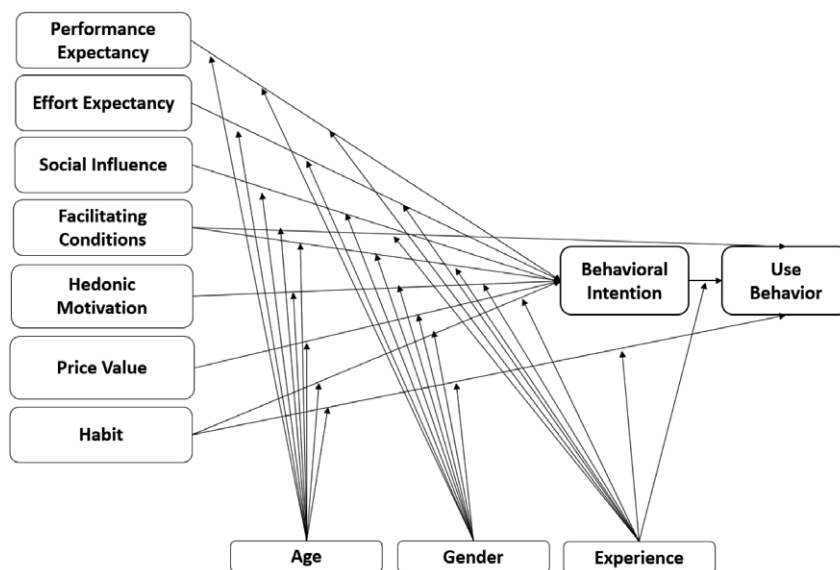 Performance
Expectancy
Effort Expectancy
Social Influence
Facilitating
Conditions
Hedonic
Motivation
Price Value
Habit
Behavioral
Intention
Use
Behavior
Age
Gender
Experience